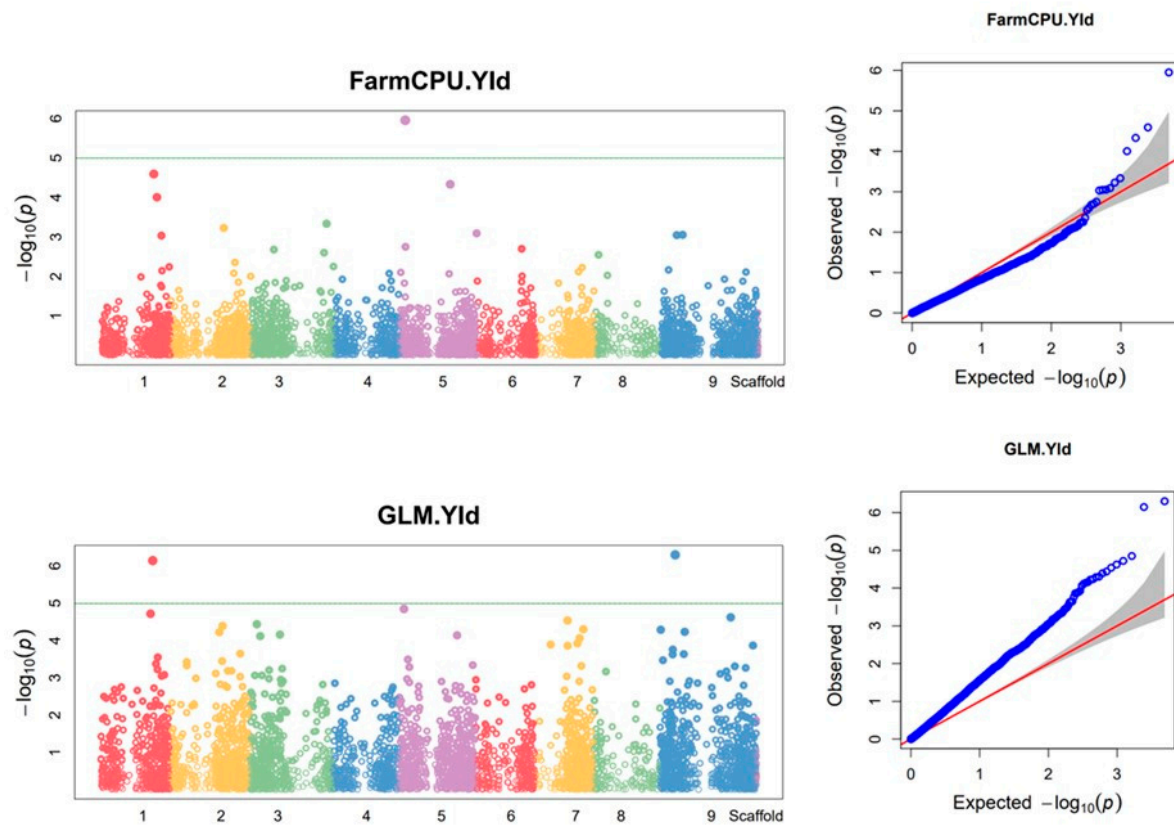 FarmCPU.Yld
−log₁₀(p)
6
5
4
3
2
1
1 2 3 4 5 6 7 8 9 Scaffold
FarmCPU.Yld
Observed −log₁₀(p)
6
5
4
3
2
1
0
0 1 2 3
Expected −log₁₀(p)
GLM.Yld
−log₁₀(p)
6
5
4
3
2
1
1 2 3 4 5 6 7 8 9 Scaffold
GLM.Yld
Observed −log₁₀(p)
6
5
4
3
2
1
0
0 1 2 3
Expected −log₁₀(p)